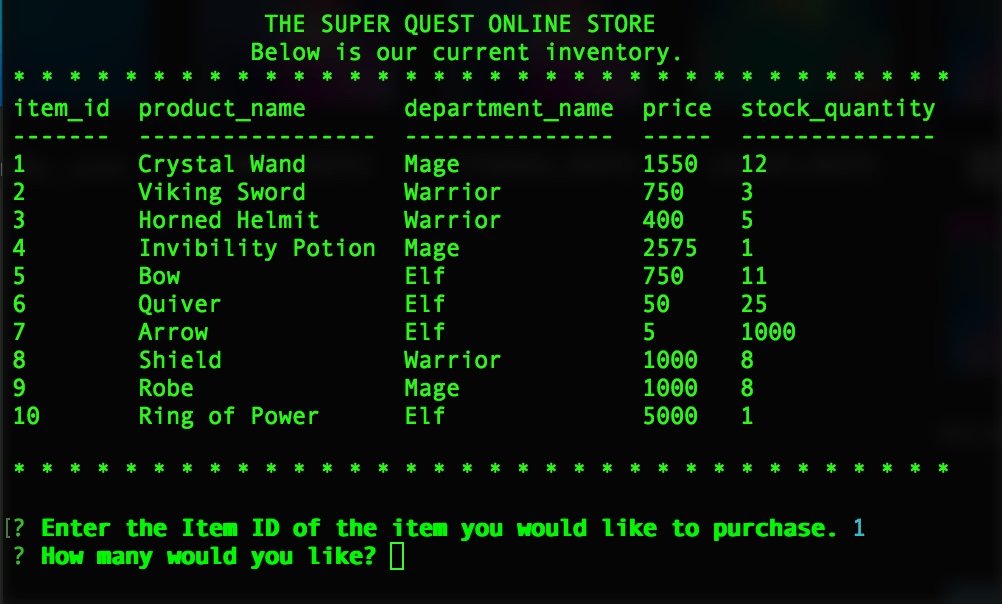 THE SUPER QUEST ONLINE STORE
Below is our current inventory.
* * * * * * * * * * * * * * * * * * * * * * * * * * * * * * * * * *
item_id product_name department_name price stock_quantity
------- ----------------- --------------- ----- --------------
1 Crystal Wand Mage 1550 12
2 Viking Sword Warrior 750 3
3 Horned Helmit Warrior 400 5
4 Invibility Potion Mage 2575 1
5 Bow Elf 750 11
6 Quiver Elf 50 25
7 Arrow Elf 5 1000
8 Shield Warrior 1000 8
9 Robe Mage 1000 8
10 Ring of Power Elf 5000 1
* * * * * * * * * * * * * * * * * * * * * * * * * * * * * * * * * *
[? Enter the Item ID of the item you would like to purchase. 1
? How many would you like?